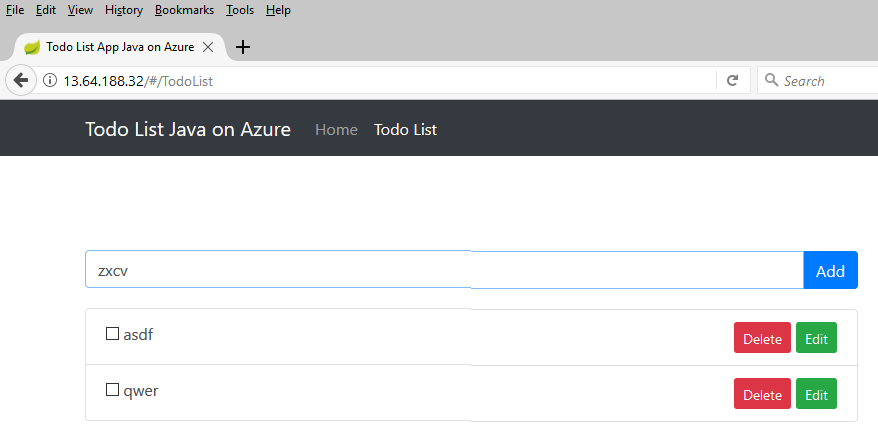 File Edit View History Bookmarks Tools Help
Todo List App Java on Azure
13.64.188.32/#/TodoList Search
Todo List Java on Azure Home Todo List
zxcv Add
asdf Delete Edit
qwer Delete Edit